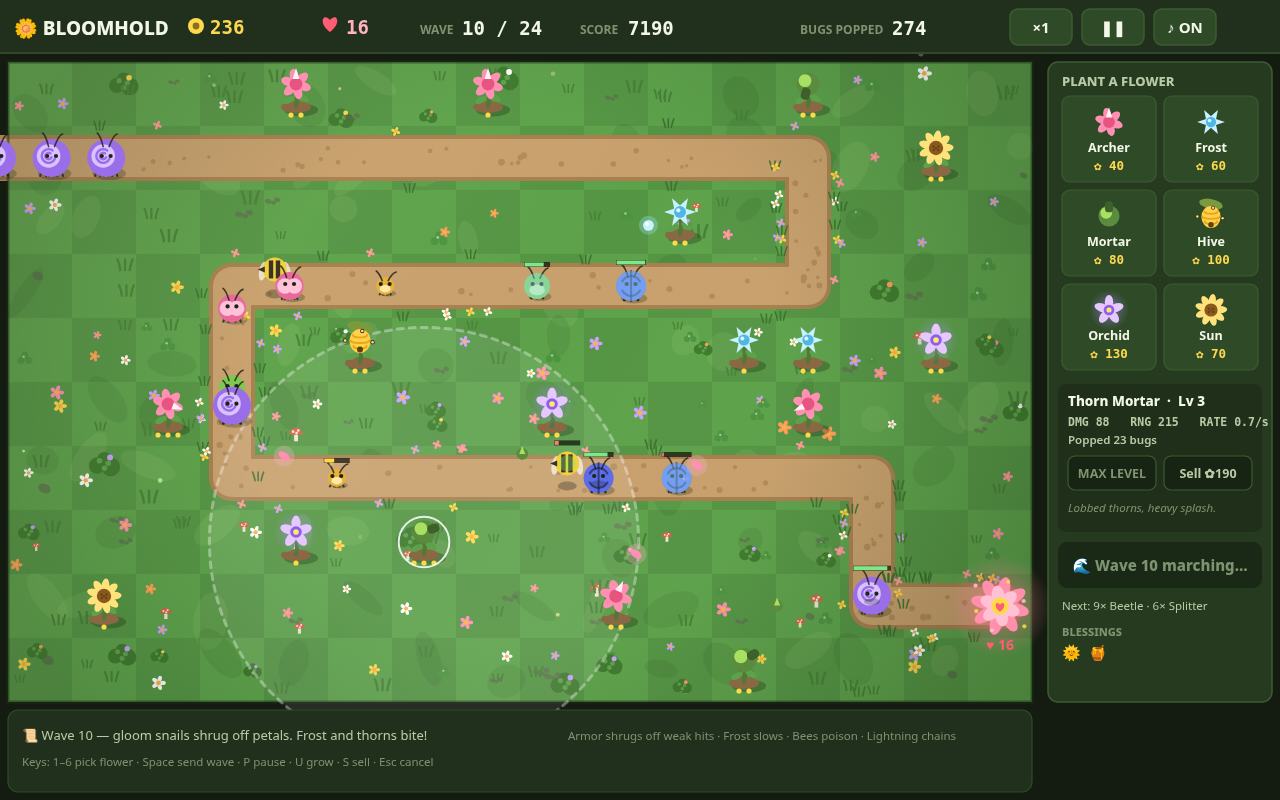 🌼 BLOOMHOLD 236 16 WAVE 10 / 24 SCORE 7190 BUGS POPPED 274 ×1 ❚❚ ♪ ON
PLANT A FLOWER
Archer Frost
✿ 40 ✿ 60
Mortar Hive
✿ 80 ✿ 100
Orchid Sun
✿ 130 ✿ 70
Thorn Mortar · Lv 3
DMG 88 RNG 215 RATE 0.7/s
Popped 23 bugs
MAX LEVEL Sell ✿190
Lobbed thorns, heavy splash.
🌊 Wave 10 marching…
Next: 9× Beetle · 6× Splitter
BLESSINGS
♥ 16
📜 Wave 10 — gloom snails shrug off petals. Frost and thorns bite!
Armor shrugs off weak hits · Frost slows · Bees poison · Lightning chains
Keys: 1–6 pick flower · Space send wave · P pause · U grow · S sell · Esc cancel